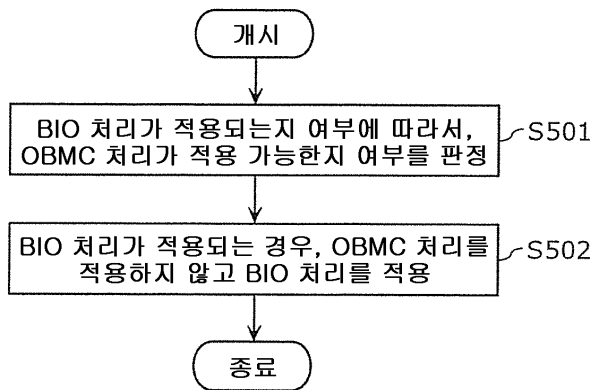 개시
BIO 처리가 적용되는지 여부에 따라서,
OBMC 처리가 적용 가능한지 여부를 판정
S501
BIO 처리가 적용되는 경우, OBMC 처리를
적용하지 않고 BIO 처리를 적용
S502
종료